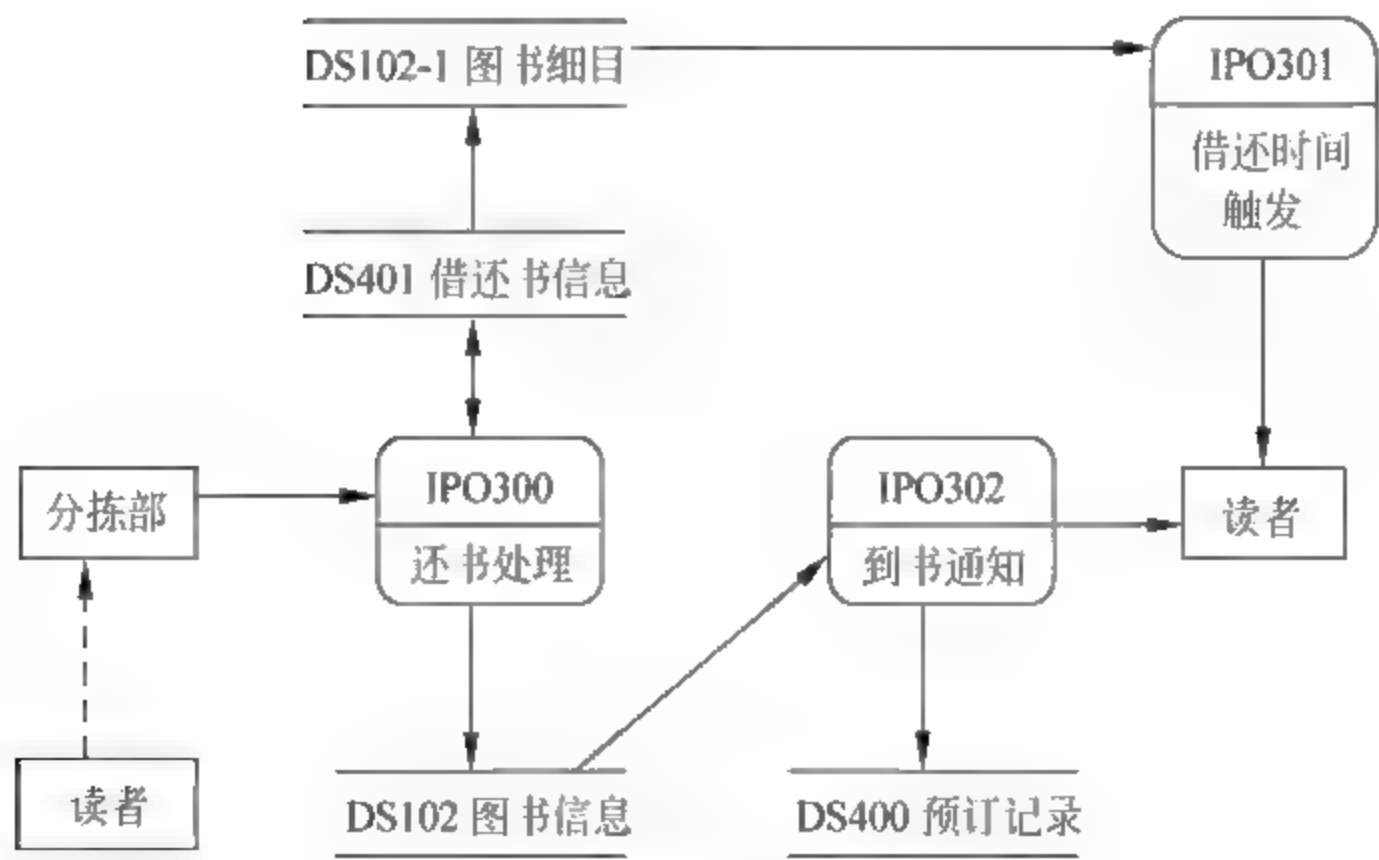 DS102-1 图书细目
IPO301
借还时间
触发
DS401 借还书信息
分拣部
IPO300
还书处理
IPO302
到书通知
读者
读者
DS102 图书信息
DS400 预订记录